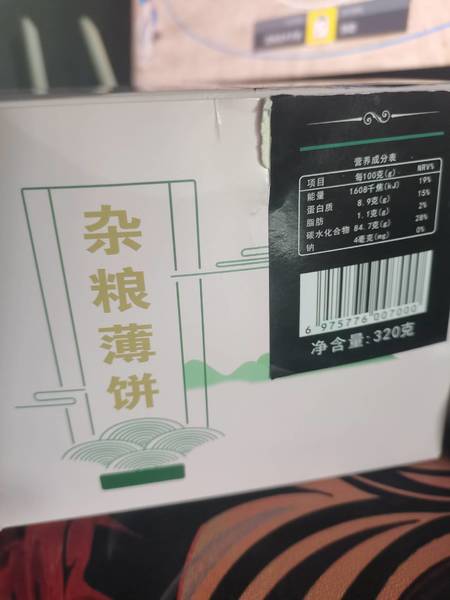 杂粮薄饼
营养成分表
项目 每100克(g) NRV%
能量 1608千焦(kJ) 19%
蛋白质 8.9克(g) 15%
脂肪 1.1克(g) 2%
碳水化合物 84.7克(g) 28%
钠 4毫克(mg) 0%
6 975776 007000
净含量:320克